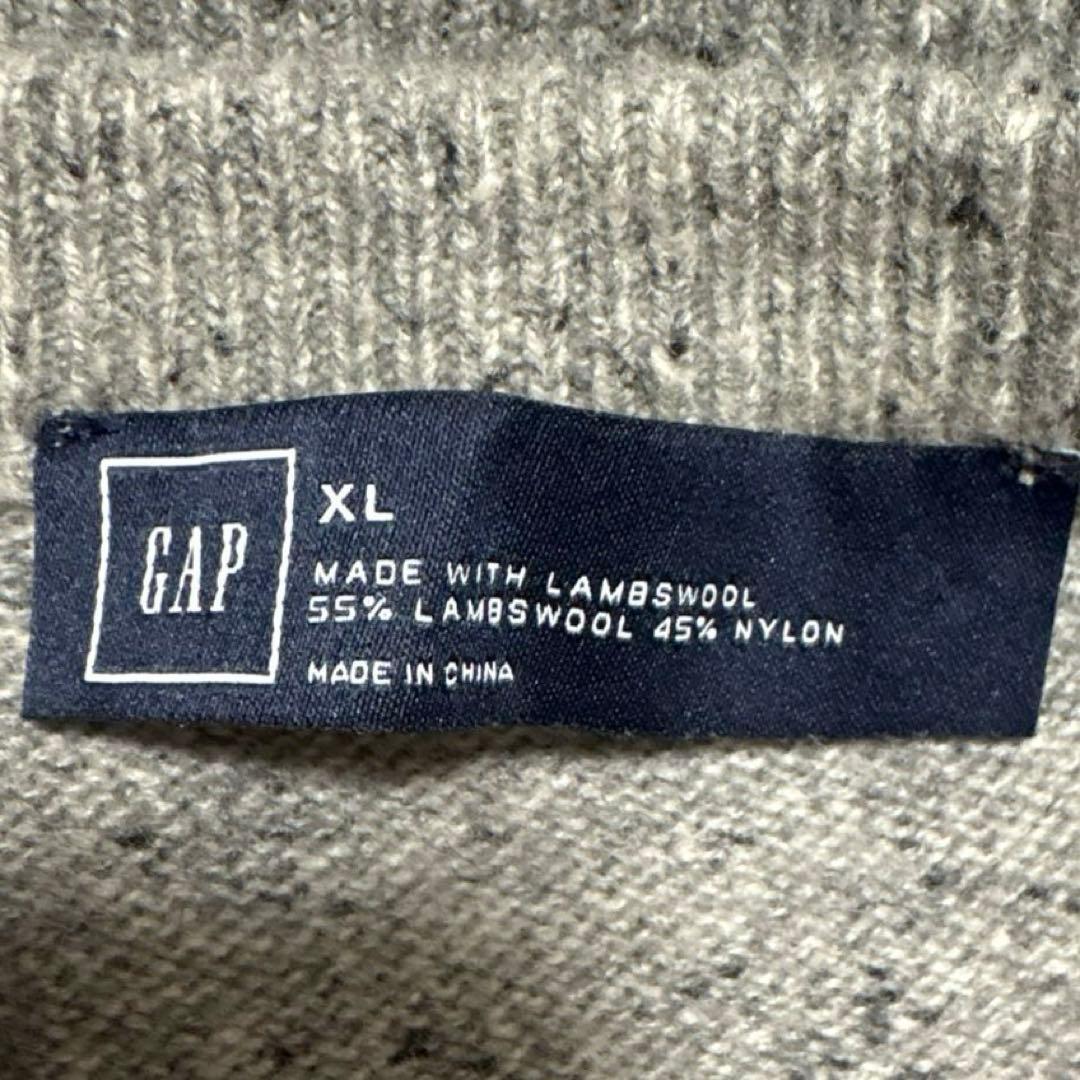 GAP
XL
MADE WITH LAMBSWOOL
55% LAMBSWOOL 45% NYLON
MADE IN CHINA